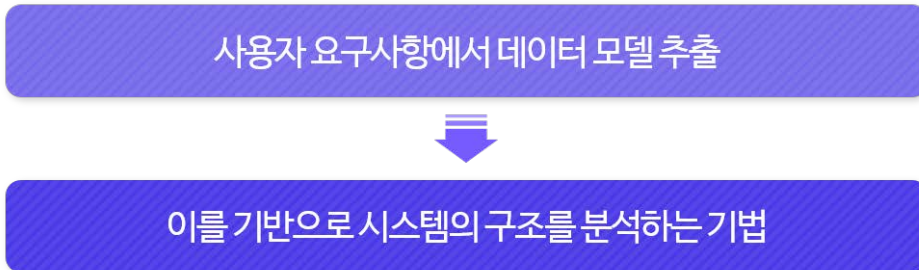 사용자 요구사항에서 데이터 모델 추출
이를 기반으로 시스템의 구조를 분석하는 기법